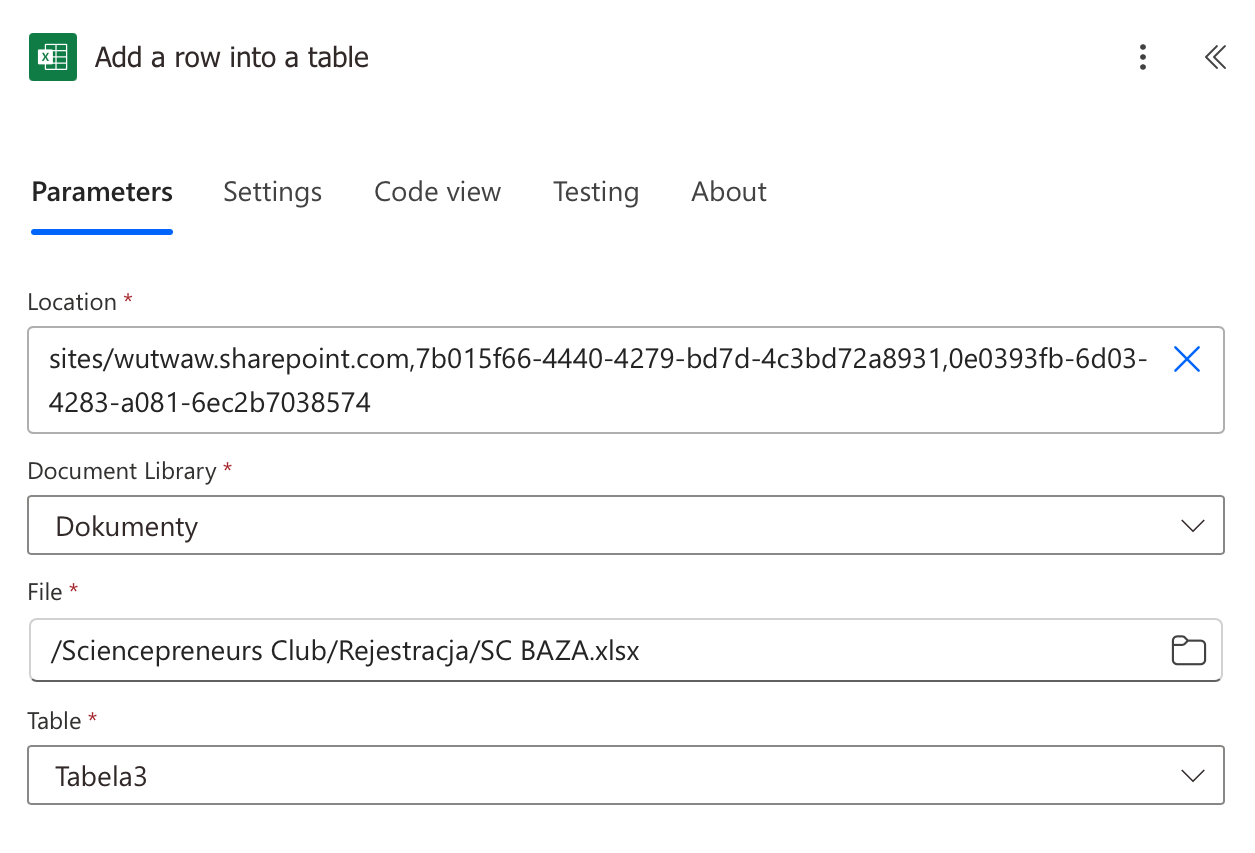 Add a row into a table
Parameters Settings Code view Testing About
Location *
sites/wutwaw.sharepoint.com,7b015f66-4440-4279-bd7d-4c3bd72a8931,0e0393fb-6d03-
4283-a081-6ec2b7038574
Document Library *
Dokumenty
File *
/Sciencepreneurs Club/Rejestracja/SC BAZA.xlsx
Table *
Tabela3